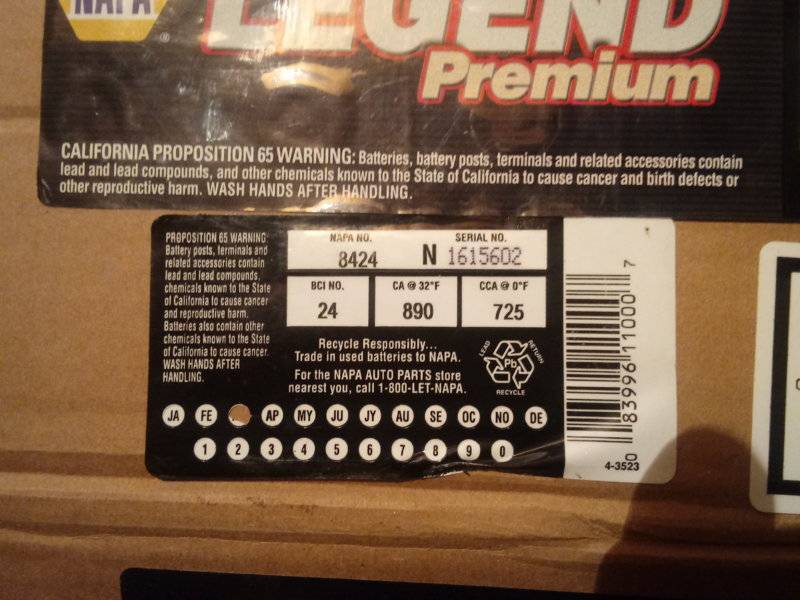 NAPA
LEGEND
Premium
CALIFORNIA PROPOSITION 65 WARNING: Batteries, battery posts, terminals and related accessories contain
lead and lead compounds, and other chemicals known to the State of California to cause cancer and birth defects or
other reproductive harm. WASH HANDS AFTER HANDLING.
PROPOSITION 65 WARNING
Battery posts, terminals and
related accessories contain
lead and lead compounds,
chemicals known to the State
of California to cause cancer
and reproductive harm.
Batteries also contain other
chemicals known to the State
of California to cause cancer.
WASH HANDS AFTER
HANDLING.
NAPA NO. SERIAL NO.
8424 N 1615602
BCI NO. CA @ 32°F CCA @ 0°F
24 890 725
Recycle Responsibly...
Trade in used batteries to NAPA.
For the NAPA AUTO PARTS store
nearest you, call 1-800-LET-NAPA.
LEAD RETURN
Pb
RECYCLE
JA FE AP MY JU JY AU SE OC NO DE
1 2 3 4 5 6 7 8 9 0
0 83996 11000 7
4-3523